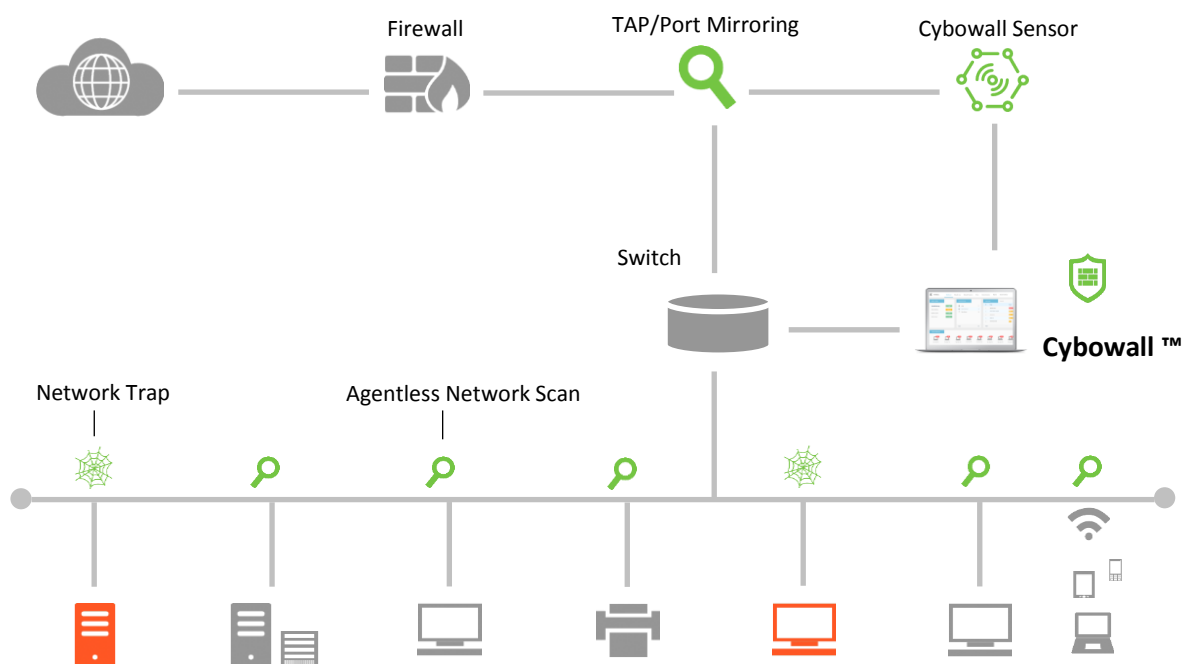 Firewall
TAP/Port Mirroring
Cybowall Sensor
Switch
Cybowall ™
Network Trap
Agentless Network Scan